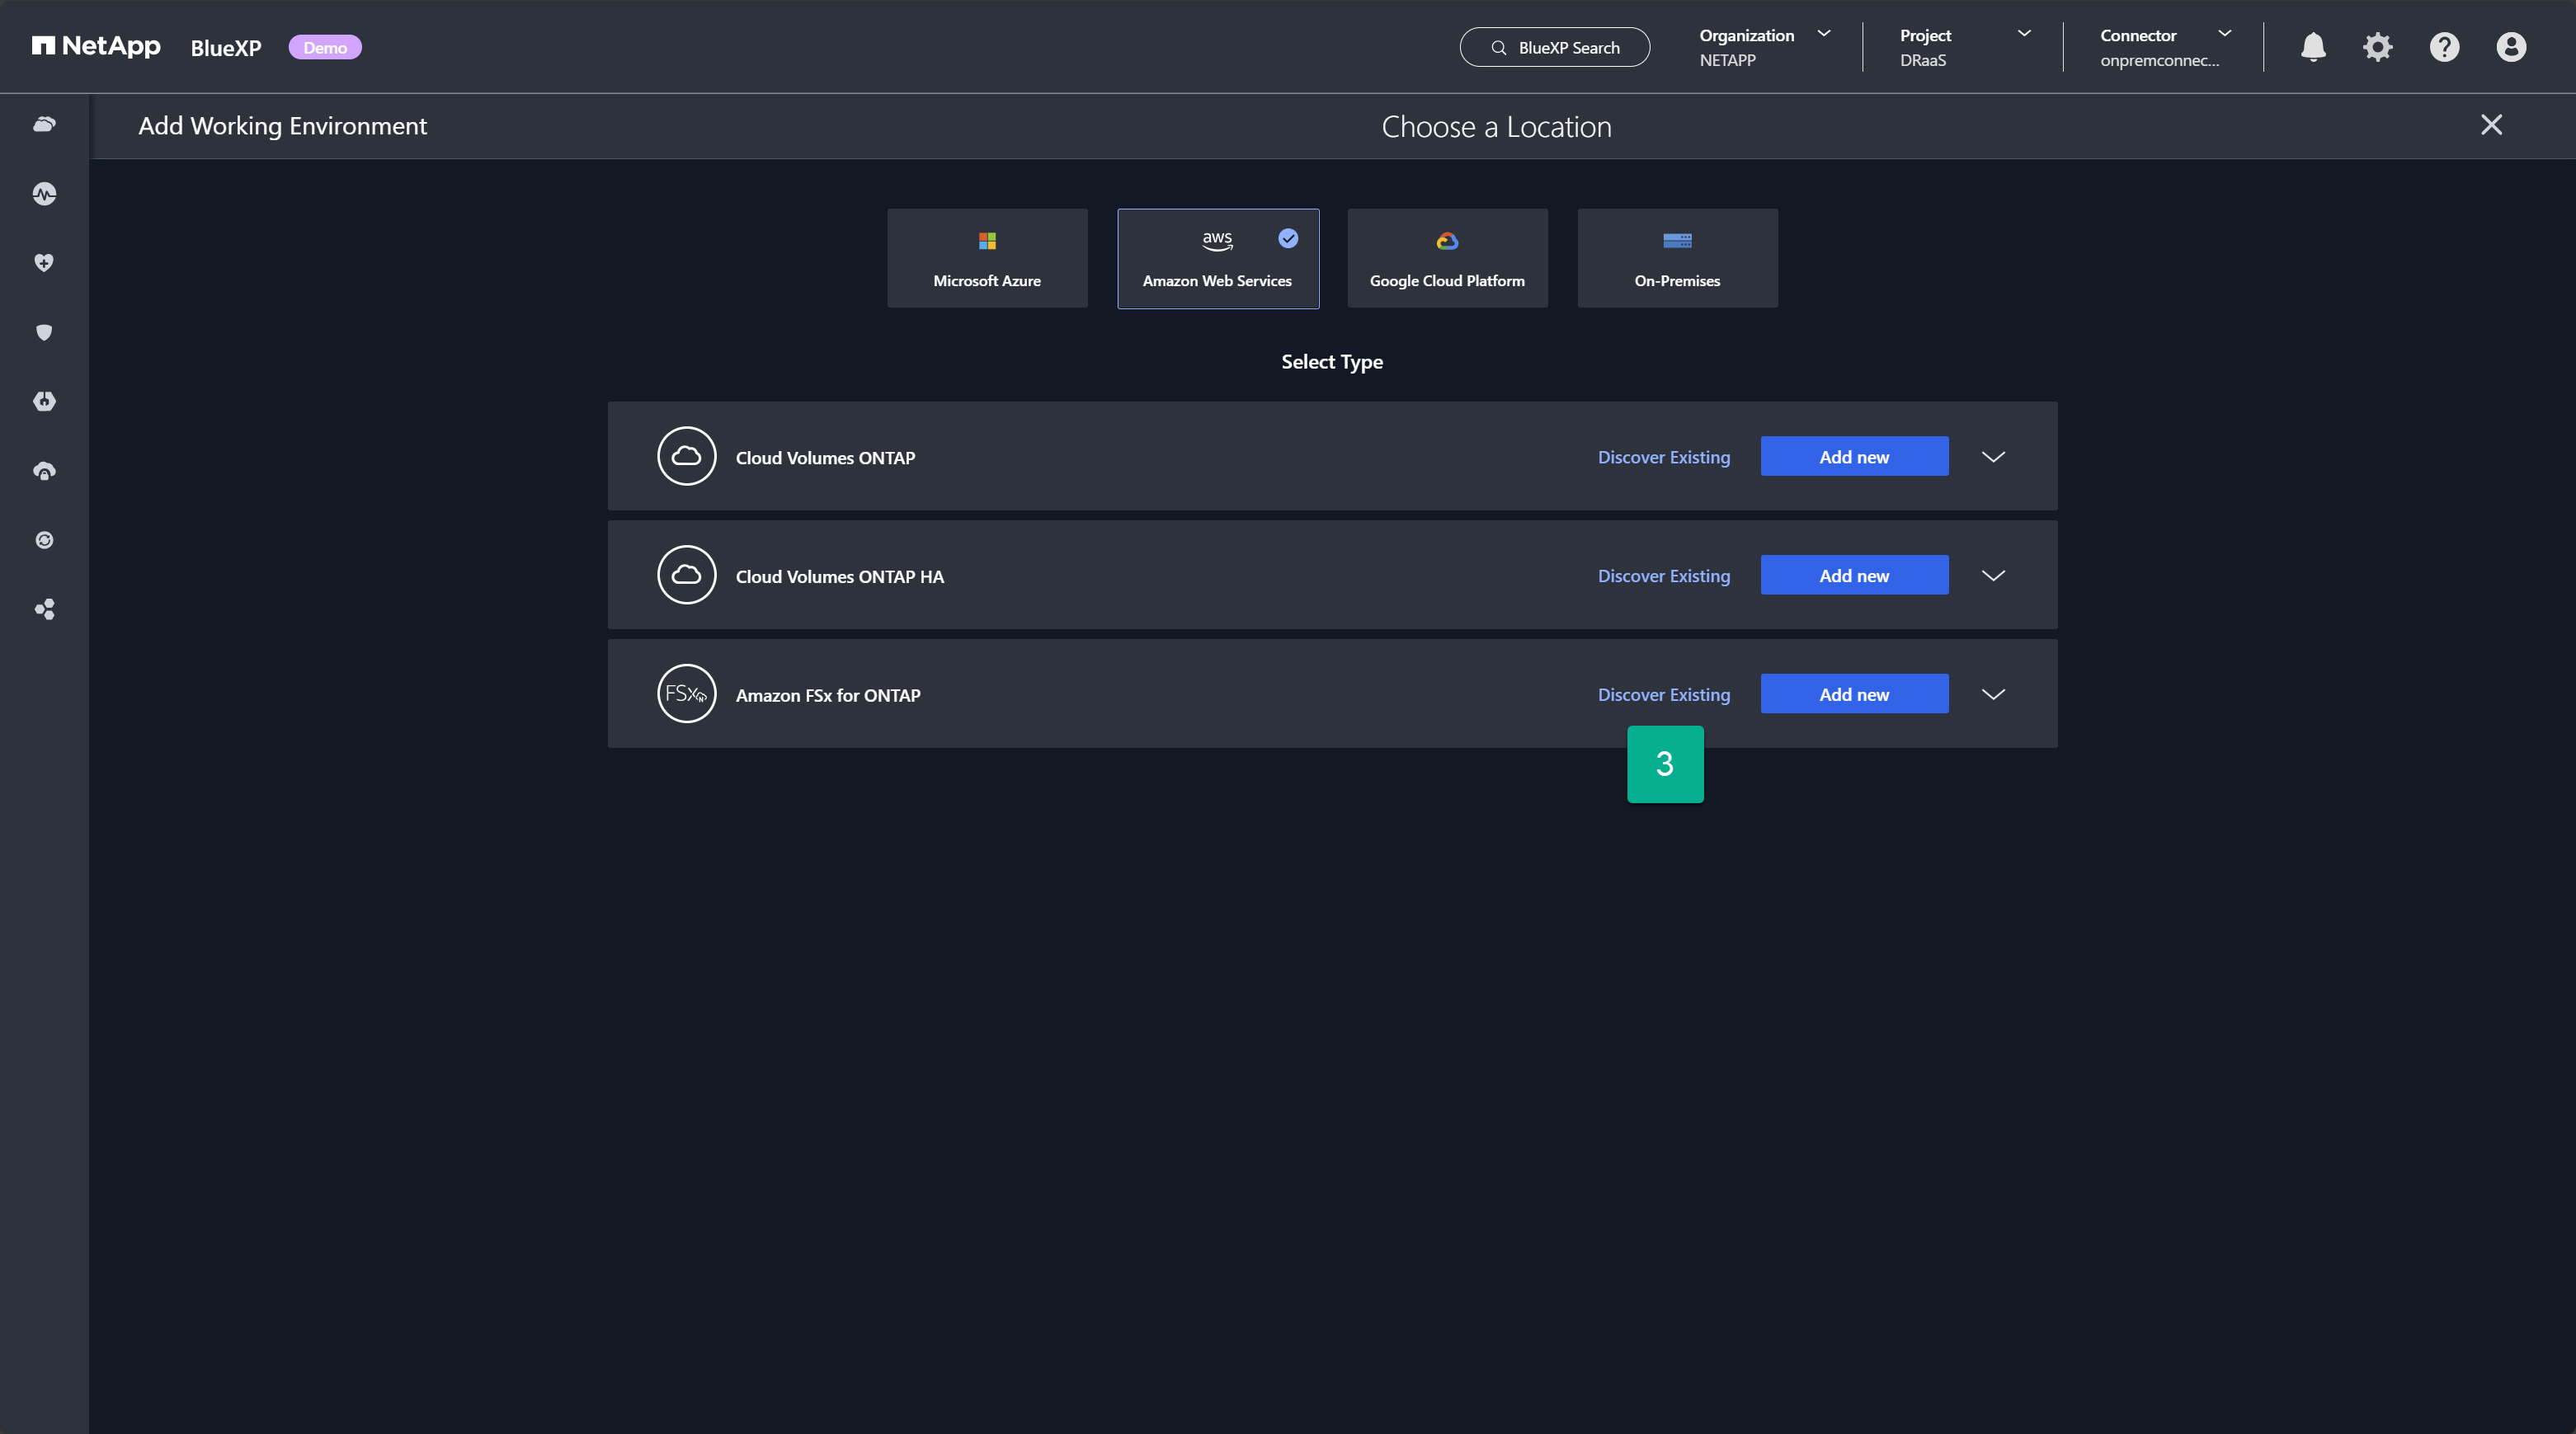 NetApp BlueXP Demo
BlueXP Search
Organization
NETAPP
Project
DRaaS
Connector
onpremconnec...
Add Working Environment
Choose a Location
Microsoft Azure
aws
Amazon Web Services
Google Cloud Platform
On-Premises
Select Type
Cloud Volumes ONTAP Discover Existing Add new
Cloud Volumes ONTAP HA Discover Existing Add new
FSx Amazon FSx for ONTAP Discover Existing Add new
3